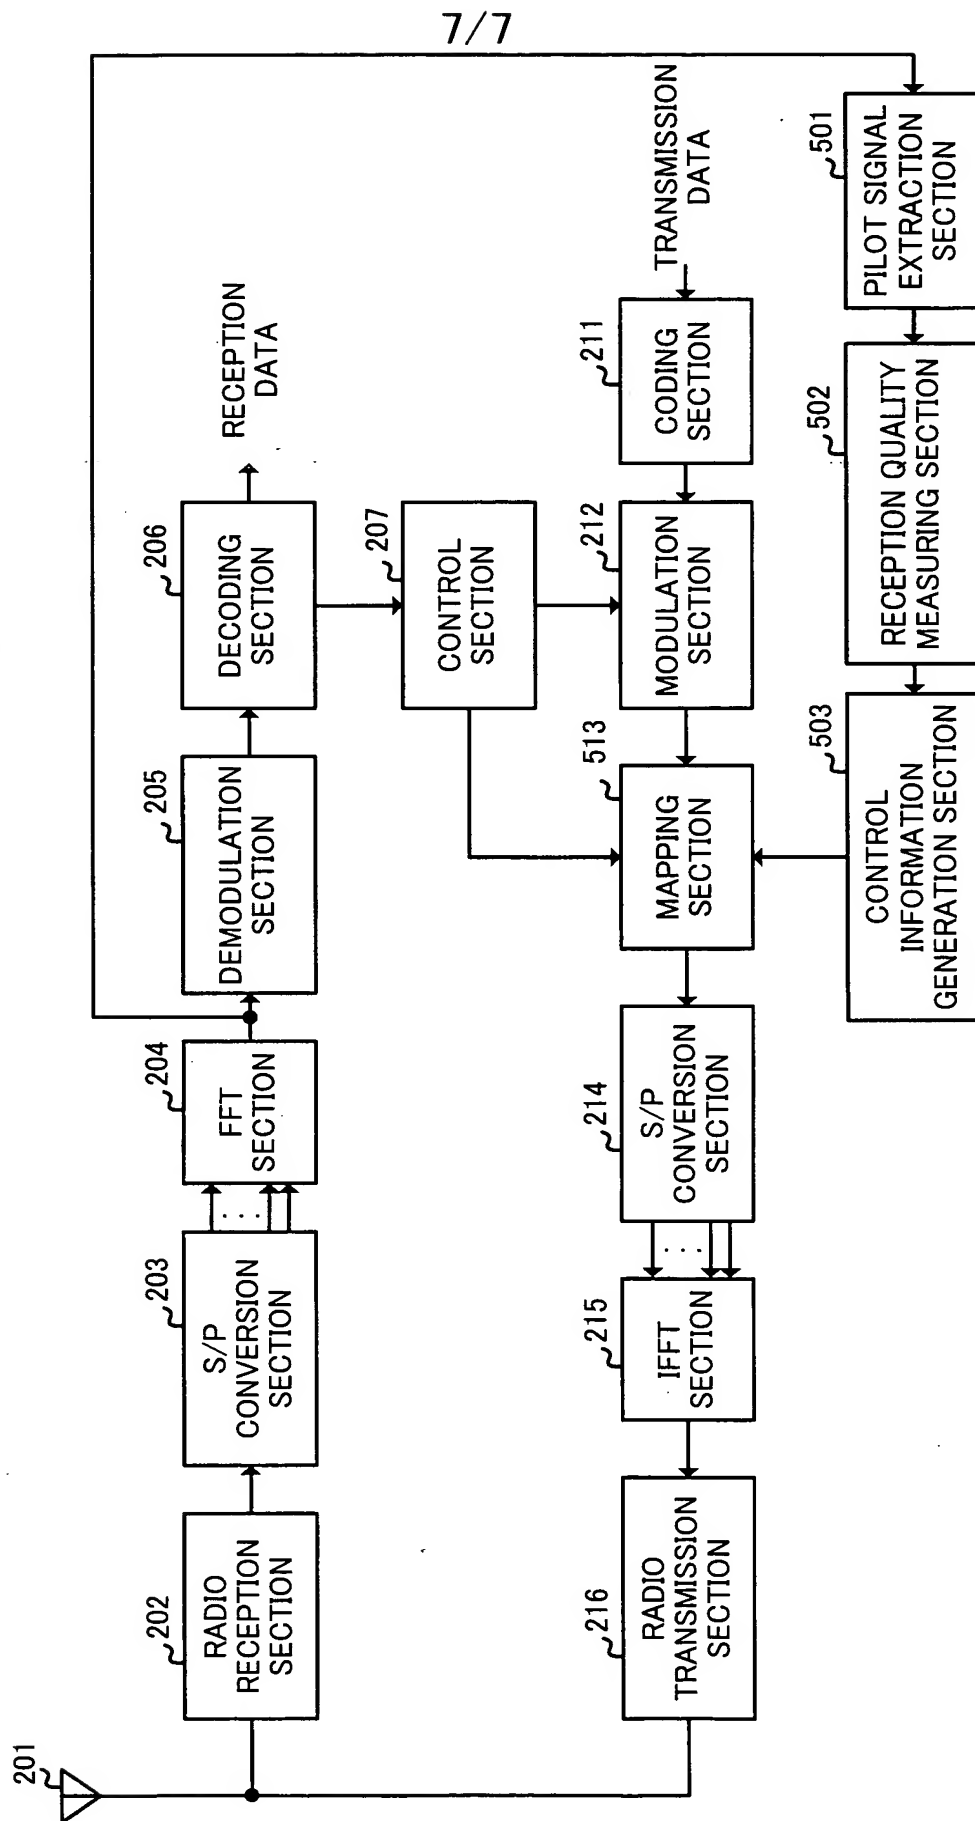 7/7
201
202
RADIO
RECEPTION
SECTION
203
S/P
CONVERSION
SECTION
. . .
204
FFT
SECTION
205
DEMODULATION
SECTION
206
DECODING
SECTION
RECEPTION
DATA
207
CONTROL
SECTION
216
RADIO
TRANSMISSION
SECTION
215
IFFT
SECTION
. . .
214
S/P
CONVERSION
SECTION
513
MAPPING
SECTION
212
MODULATION
SECTION
211
CODING
SECTION
TRANSMISSION
DATA
503
CONTROL
INFORMATION
GENERATION SECTION
502
RECEPTION QUALITY
MEASURING SECTION
501
PILOT SIGNAL
EXTRACTION
SECTION